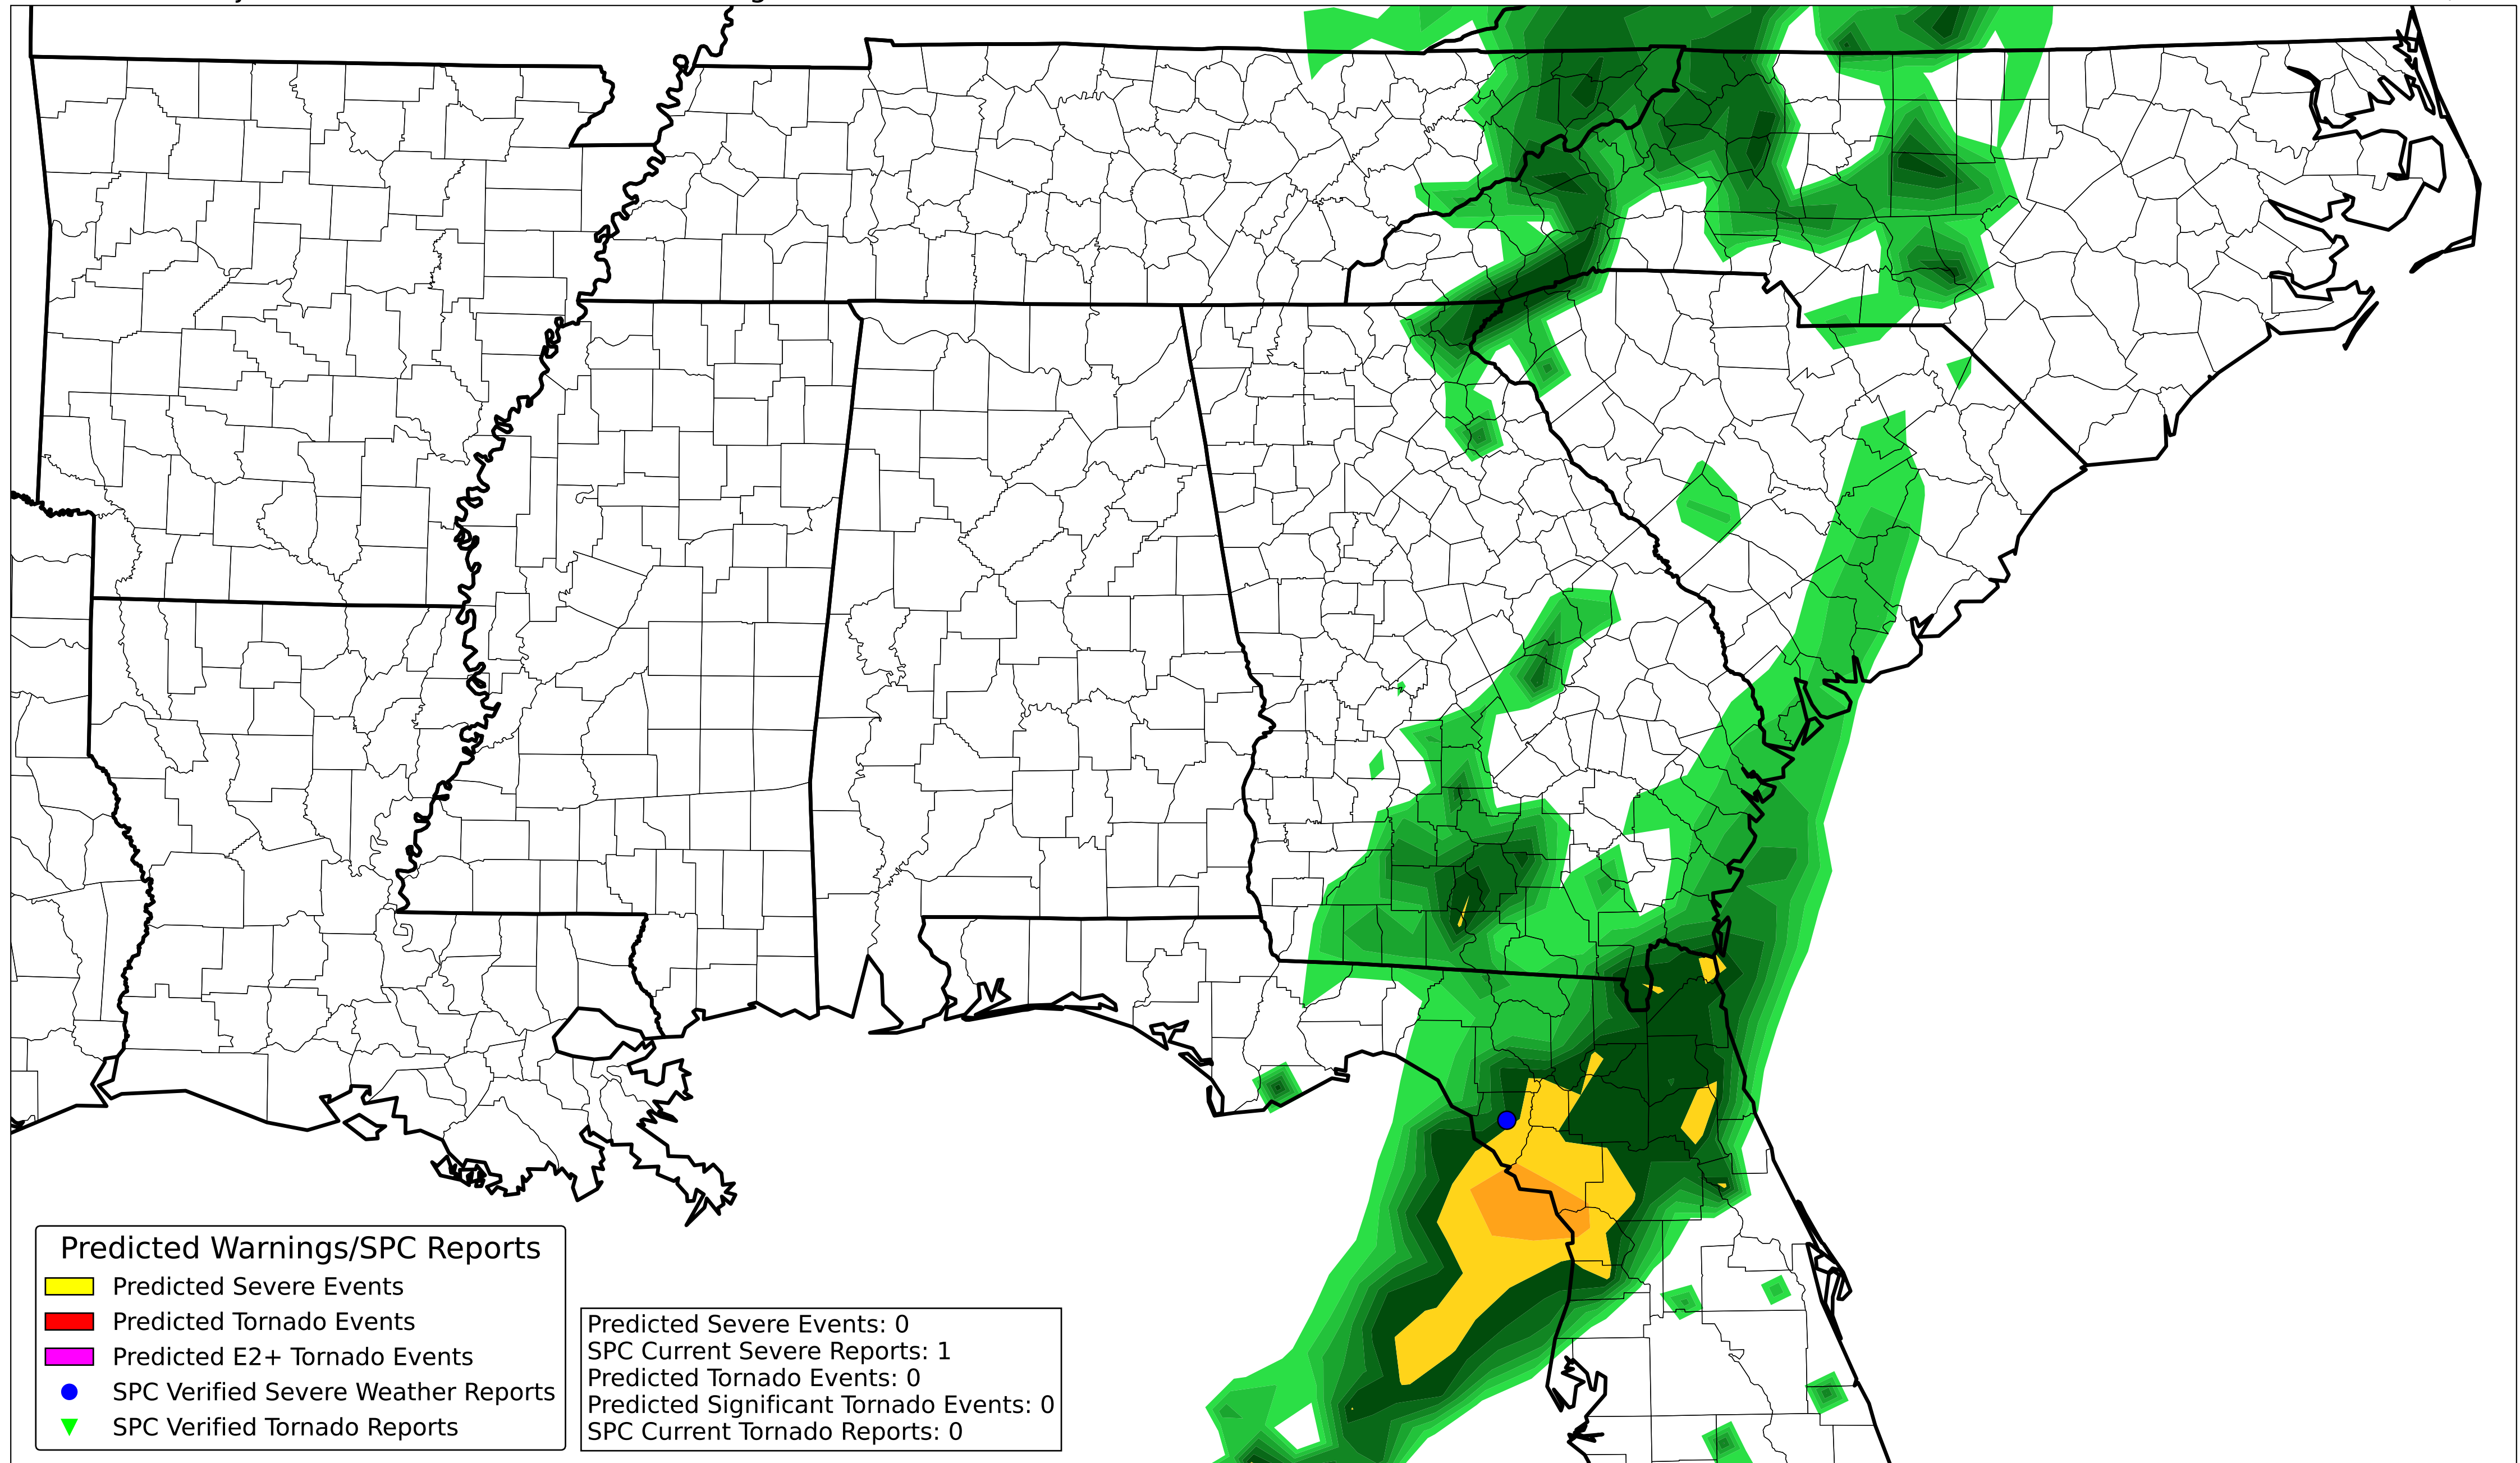 Predicted Warnings/SPC Reports
Predicted Severe Events
Predicted Tornado Events
Predicted E2+ Tornado Events
SPC Verified Severe Weather Reports
SPC Verified Tornado Reports
Predicted Severe Events: 0
SPC Current Severe Reports: 1
Predicted Tornado Events: 0
Predicted Significant Tornado Events: 0
SPC Current Tornado Reports: 0